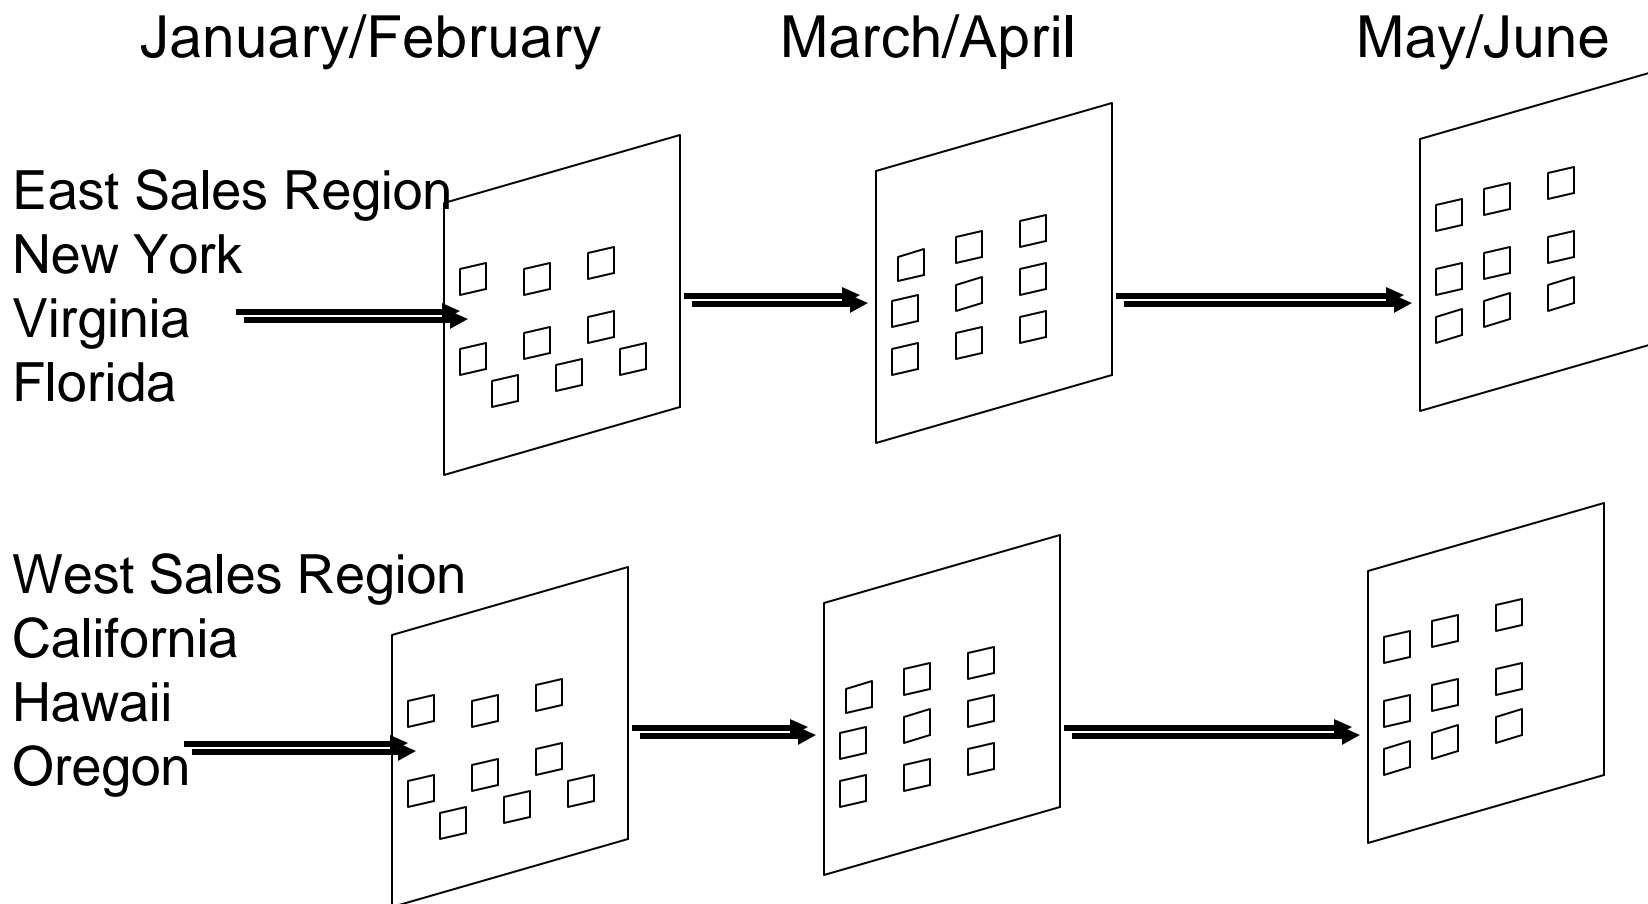 January/February
March/April
May/June
East Sales Region
New York
Virginia
Florida
West Sales Region
California
Hawaii
Oregon